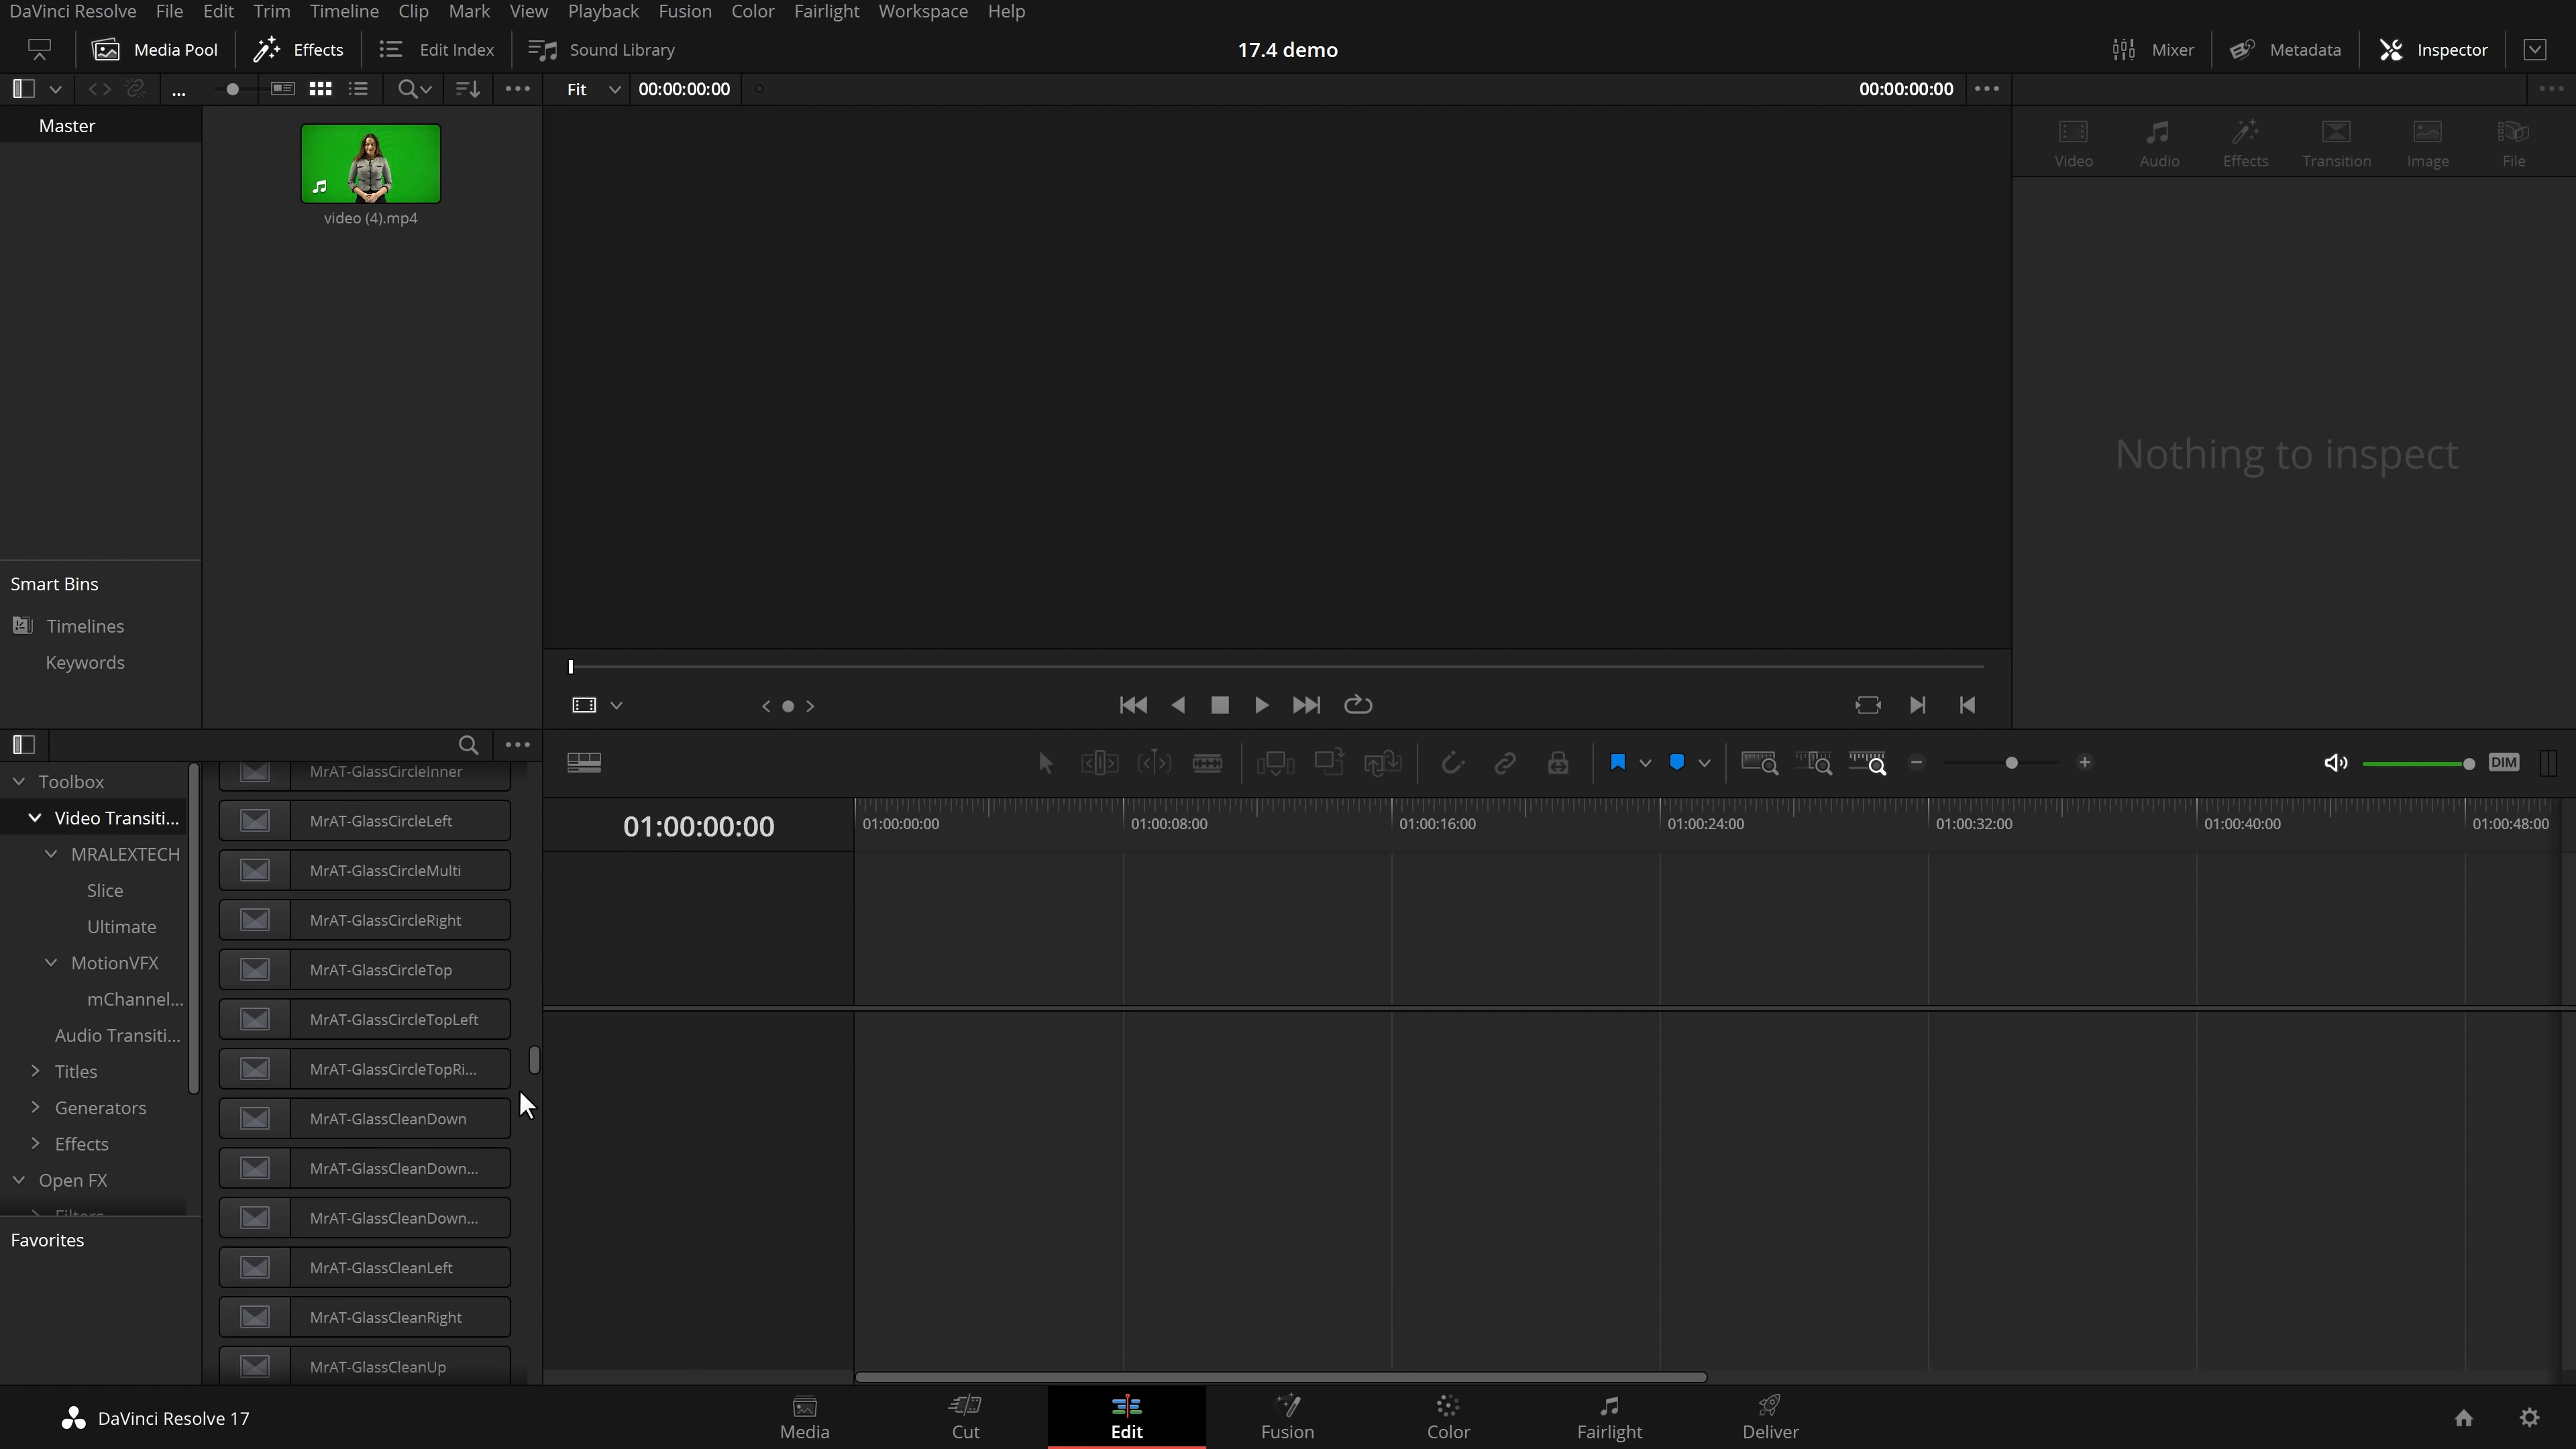 DaVinci Resolve File Edit Trim Timeline Clip Mark View Playback Fusion Color Fairlight Workspace Help
Media Pool Effects Edit Index Sound Library 17.4 demo Mixer Metadata Inspector
... Fit 00:00:00:00 00:00:00:00
Master
video (4).mp4
Video Audio Effects Transition Image File
Nothing to inspect
Smart Bins
Timelines
Keywords
DIM
Toolbox
Video Transiti...
MRALEXTECH
Slice
Ultimate
MotionVFX
mChannel...
Audio Transiti...
Titles
Generators
Effects
Open FX
Filters
Favorites
MrAT-GlassCircleInner
MrAT-GlassCircleLeft
MrAT-GlassCircleMulti
MrAT-GlassCircleRight
MrAT-GlassCircleTop
MrAT-GlassCircleTopLeft
MrAT-GlassCircleTopRi...
MrAT-GlassCleanDown
MrAT-GlassCleanDown...
MrAT-GlassCleanDown...
MrAT-GlassCleanLeft
MrAT-GlassCleanRight
MrAT-GlassCleanUp
01:00:00:00
01:00:00:00 01:00:08:00 01:00:16:00 01:00:24:00 01:00:32:00 01:00:40:00 01:00:48:00
DaVinci Resolve 17
Media Cut Edit Fusion Color Fairlight Deliver